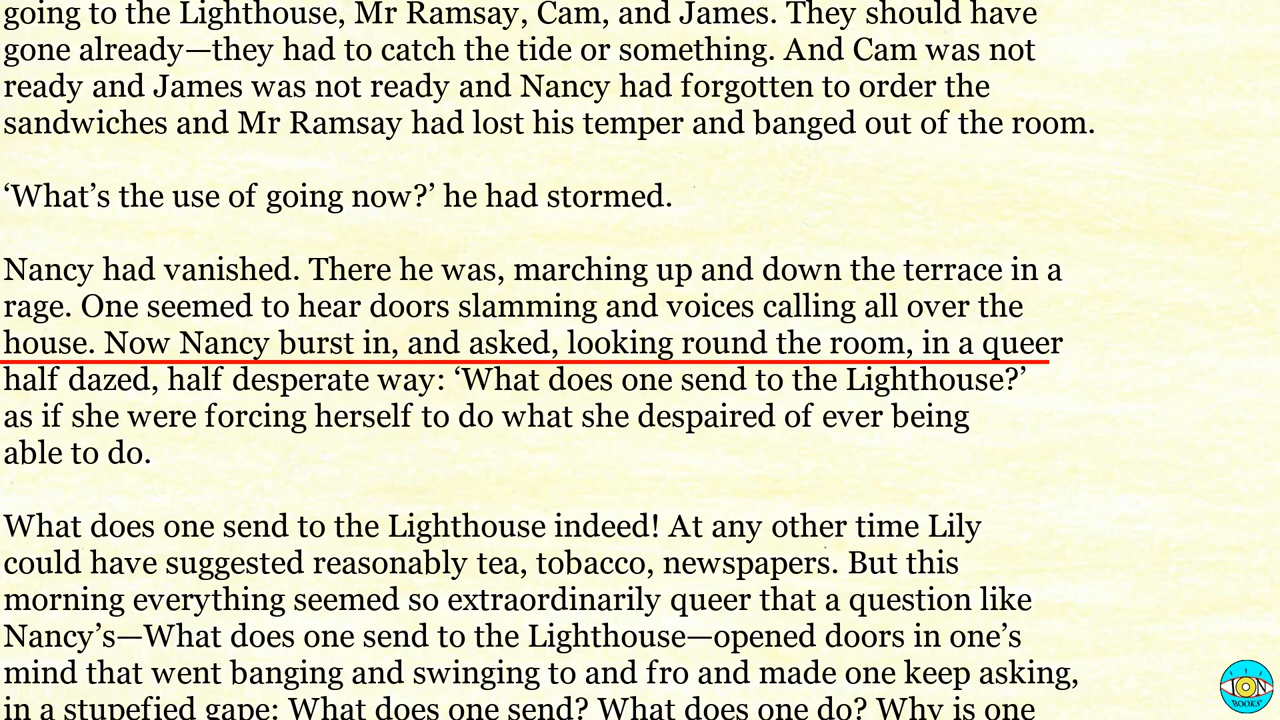 going to the Lighthouse, Mr Ramsay, Cam, and James. They should have
gone already—they had to catch the tide or something. And Cam was not
ready and James was not ready and Nancy had forgotten to order the
sandwiches and Mr Ramsay had lost his temper and banged out of the room.
‘What’s the use of going now?’ he had stormed.
Nancy had vanished. There he was, marching up and down the terrace in a
rage. One seemed to hear doors slamming and voices calling all over the
house. Now Nancy burst in, and asked, looking round the room, in a queer
half dazed, half desperate way: ‘What does one send to the Lighthouse?’
as if she were forcing herself to do what she despaired of ever being
able to do.
What does one send to the Lighthouse indeed! At any other time Lily
could have suggested reasonably tea, tobacco, newspapers. But this
morning everything seemed so extraordinarily queer that a question like
Nancy’s—What does one send to the Lighthouse—opened doors in one’s
mind that went banging and swinging to and fro and made one keep asking,
in a stupefied gape: What does one send? What does one do? Why is one
ION
BOOKS